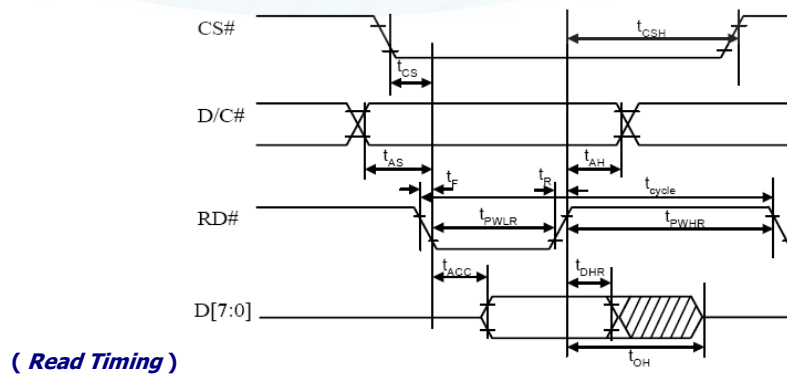 CS#
tCSH
tCS
D/C#
tAS
tF
tR
tAH
tcycle
RD#
tPWLR
tPWHR
tACC
tDHR
D[7:0]
tOH
( Read Timing )